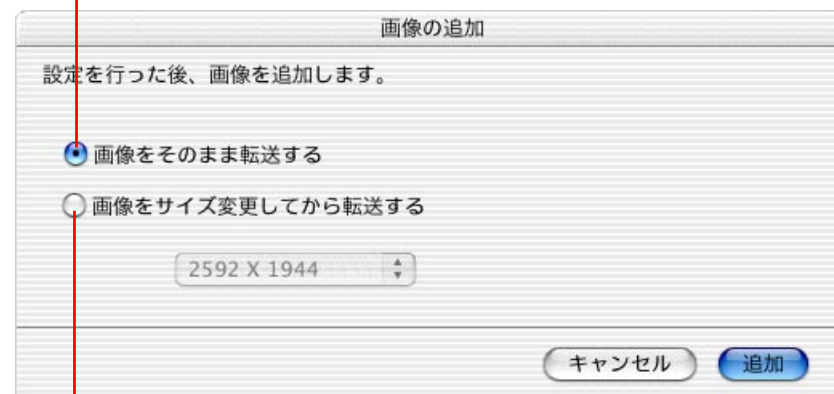 画像の追加
設定を行った後、画像を追加します。
画像をそのまま転送する
画像をサイズ変更してから転送する
2592 X 1944
キャンセル 追加